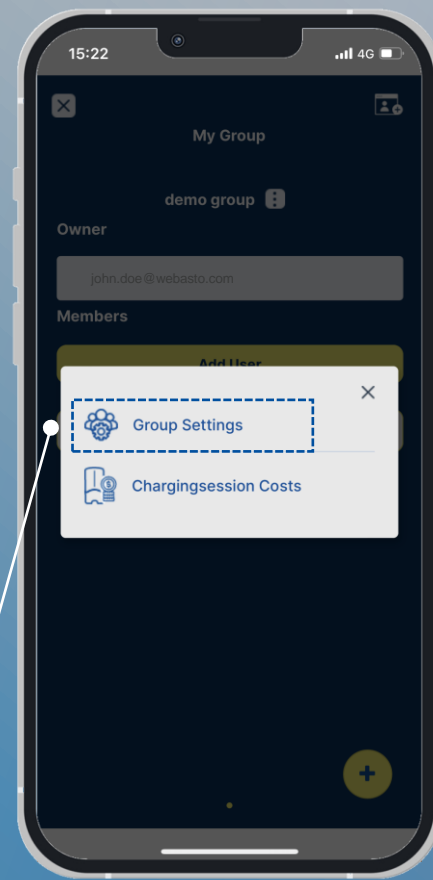 15:22
4G
My Group
demo group
Owner
john.doe@webasto.com
Members
Add User
Group Settings
Chargingsession Costs